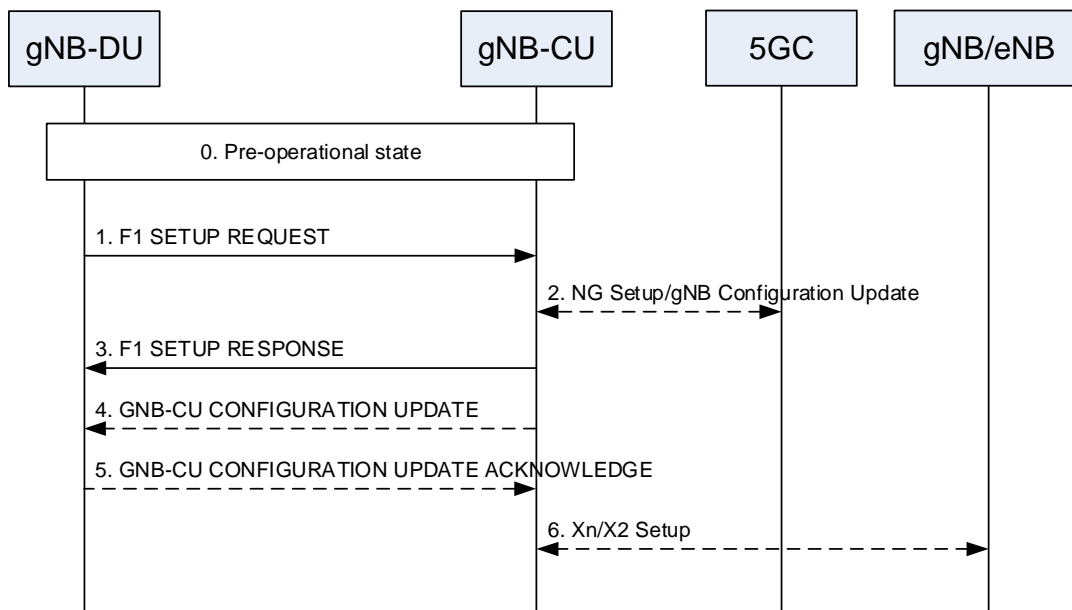 gNB-DU
gNB-CU
5GC
gNB/eNB
0. Pre-operational state
1. F1 SETUP REQUEST
2. NG Setup/gNB Configuration Update
3. F1 SETUP RESPONSE
4. GNB-CU CONFIGURATION UPDATE
5. GNB-CU CONFIGURATION UPDATE ACKNOWLEDGE
6. Xn/X2 Setup